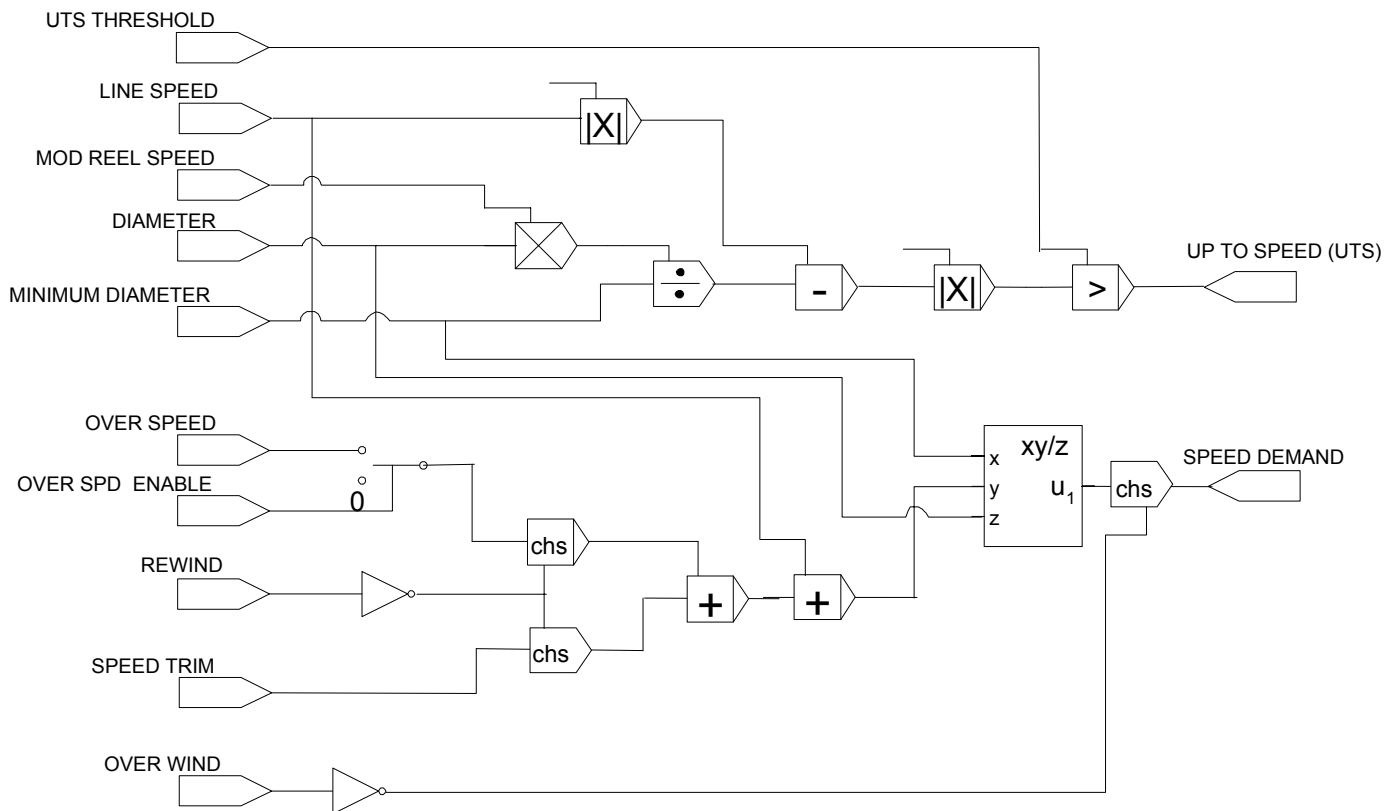 UTS THRESHOLD
LINE SPEED
|X|
MOD REEL SPEED
DIAMETER
UP TO SPEED (UTS)
MINIMUM DIAMETER
÷
-
|X|
>
OVER SPEED
xy/z
x
SPEED DEMAND
OVER SPD ENABLE
0
y
u1
chs
z
chs
REWIND
+
+
chs
SPEED TRIM
OVER WIND